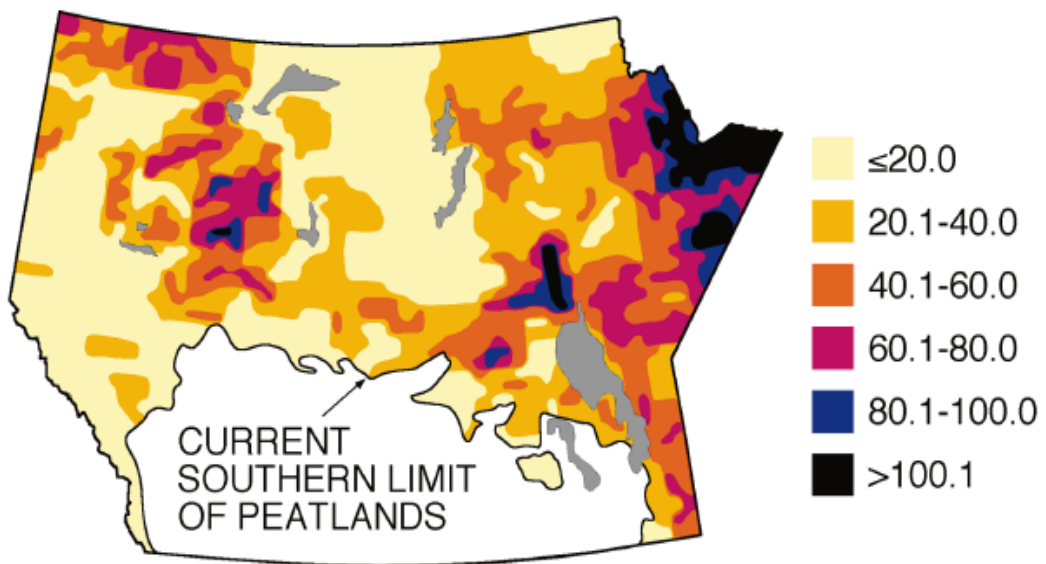 ≤20.0
20.1-40.0
40.1-60.0
60.1-80.0
80.1-100.0
>100.1
CURRENT
SOUTHERN LIMIT
OF PEATLANDS